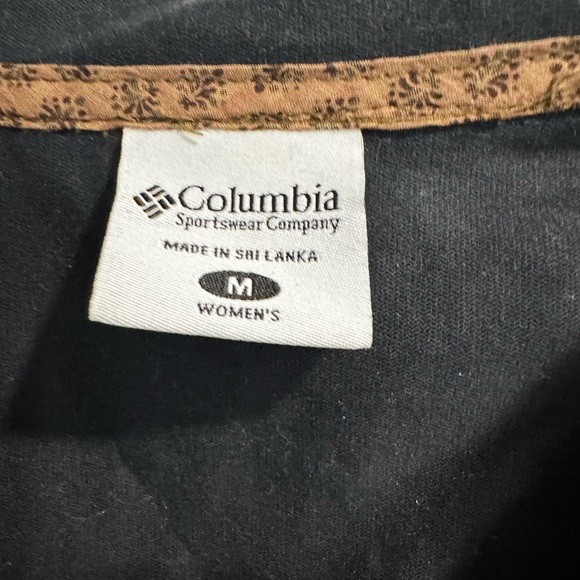 Columbia
Sportswear Company
MADE IN SRI LANKA
M
WOMEN'S